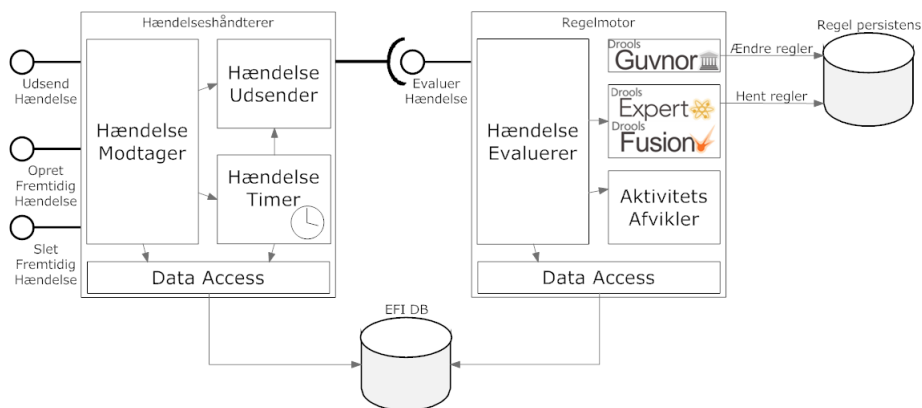 Hændelseshåndterer
Regelmotor
Regel persistens
Udsend
Hændelse
Opret
Fremtidig
Hændelse
Slet
Fremtidig
Hændelse
Hændelse
Modtager
Hændelse
Udsender
Hændelse
Timer
Data Access
Evaluer
Hændelse
Hændelse
Evaluerer
Drools
Guvnor
Drools
Expert
Drools
Fusion
Aktivitets
Afvikler
Data Access
Ændre regler
Hent regler
EFI DB